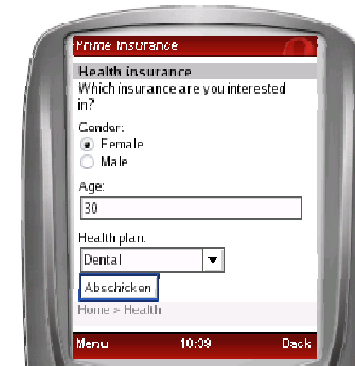 Prime Insurance
Health insurance
Which insurance are you interested
in?
Gender:
Female
Male
Age:
30
Health plan:
Dental
Abschicken
Home > Health
Menu 10:09 Back